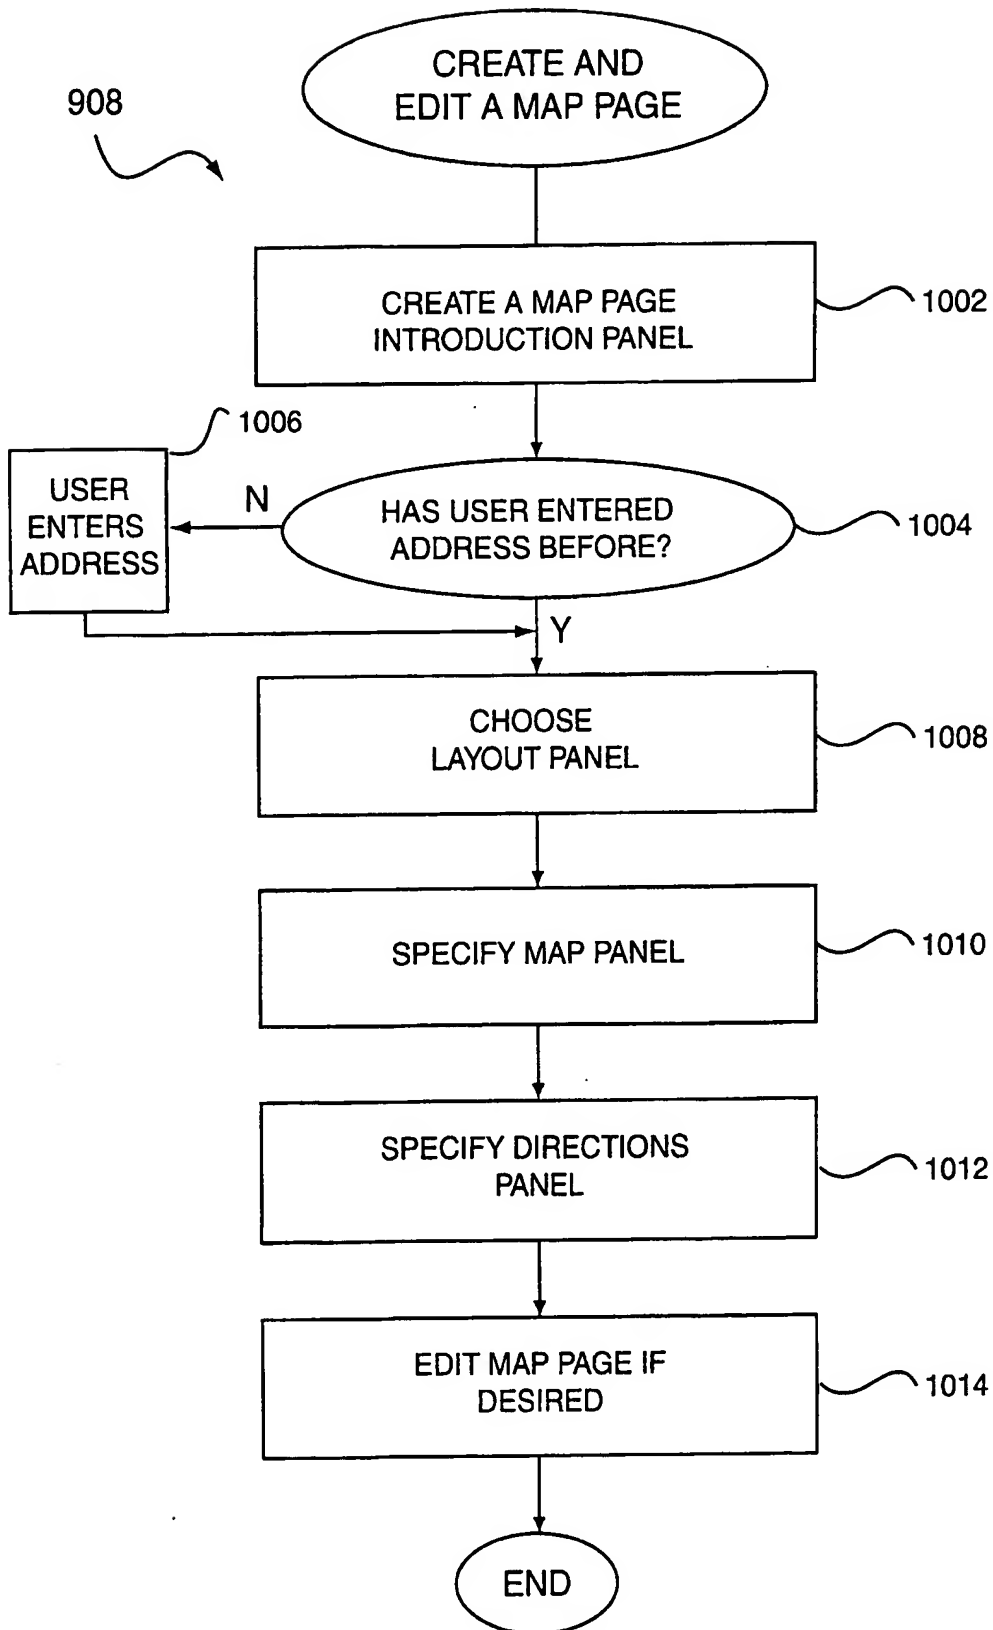 CREATE AND
EDIT A MAP PAGE
908
CREATE A MAP PAGE
INTRODUCTION PANEL
1002
1006
USER
ENTERS
ADDRESS
N
HAS USER ENTERED
ADDRESS BEFORE?
1004
Y
CHOOSE
LAYOUT PANEL
1008
SPECIFY MAP PANEL
1010
SPECIFY DIRECTIONS
PANEL
1012
EDIT MAP PAGE IF
DESIRED
1014
END